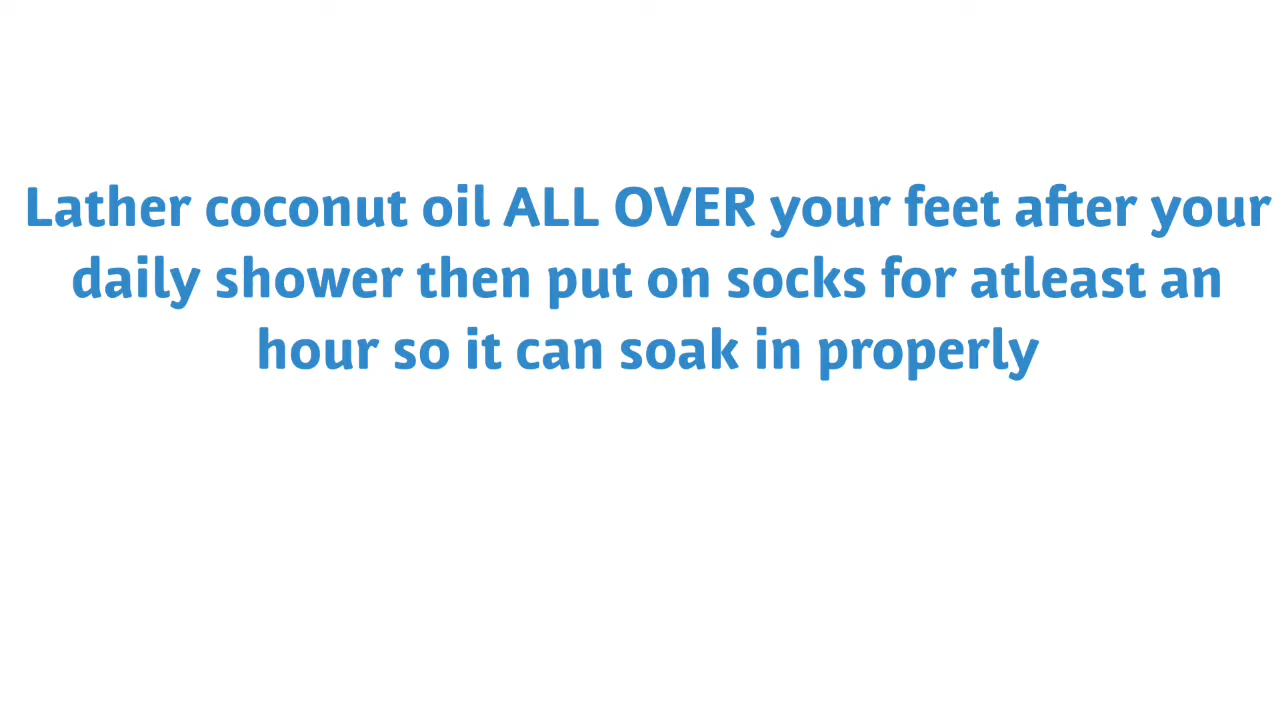 Lather coconut oil ALL OVER your feet after your
daily shower then put on socks for atleast an
hour so it can soak in properly